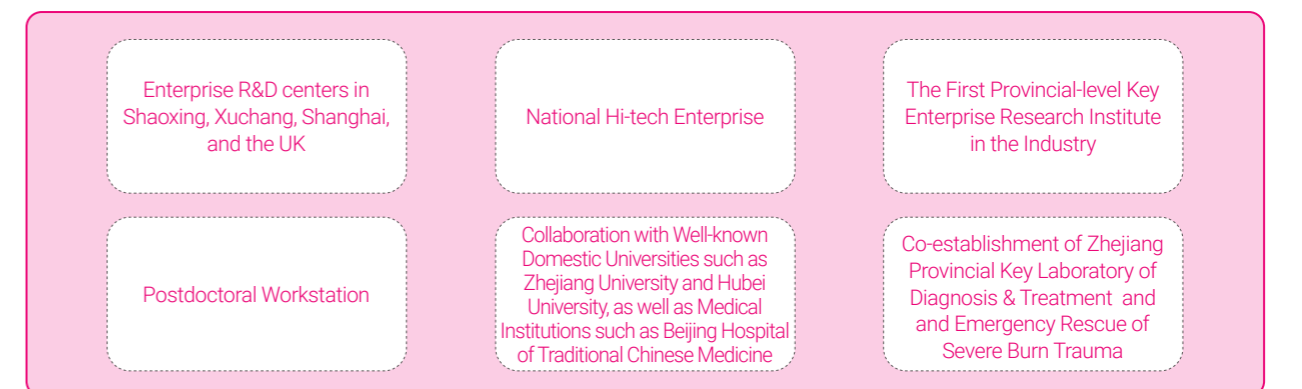 Enterprise R&D centers in
Shaoxing, Xuchang, Shanghai,
and the UK
National Hi-tech Enterprise
The First Provincial-level Key
Enterprise Research Institute
in the Industry
Postdoctoral Workstation
Collaboration with Well-known
Domestic Universities such as
Zhejiang University and Hubei
University, as well as Medical
Institutions such as Beijing Hospital
of Traditional Chinese Medicine
Co-establishment of Zhejiang
Provincial Key Laboratory of
Diagnosis & Treatment and
and Emergency Rescue of
Severe Burn Trauma